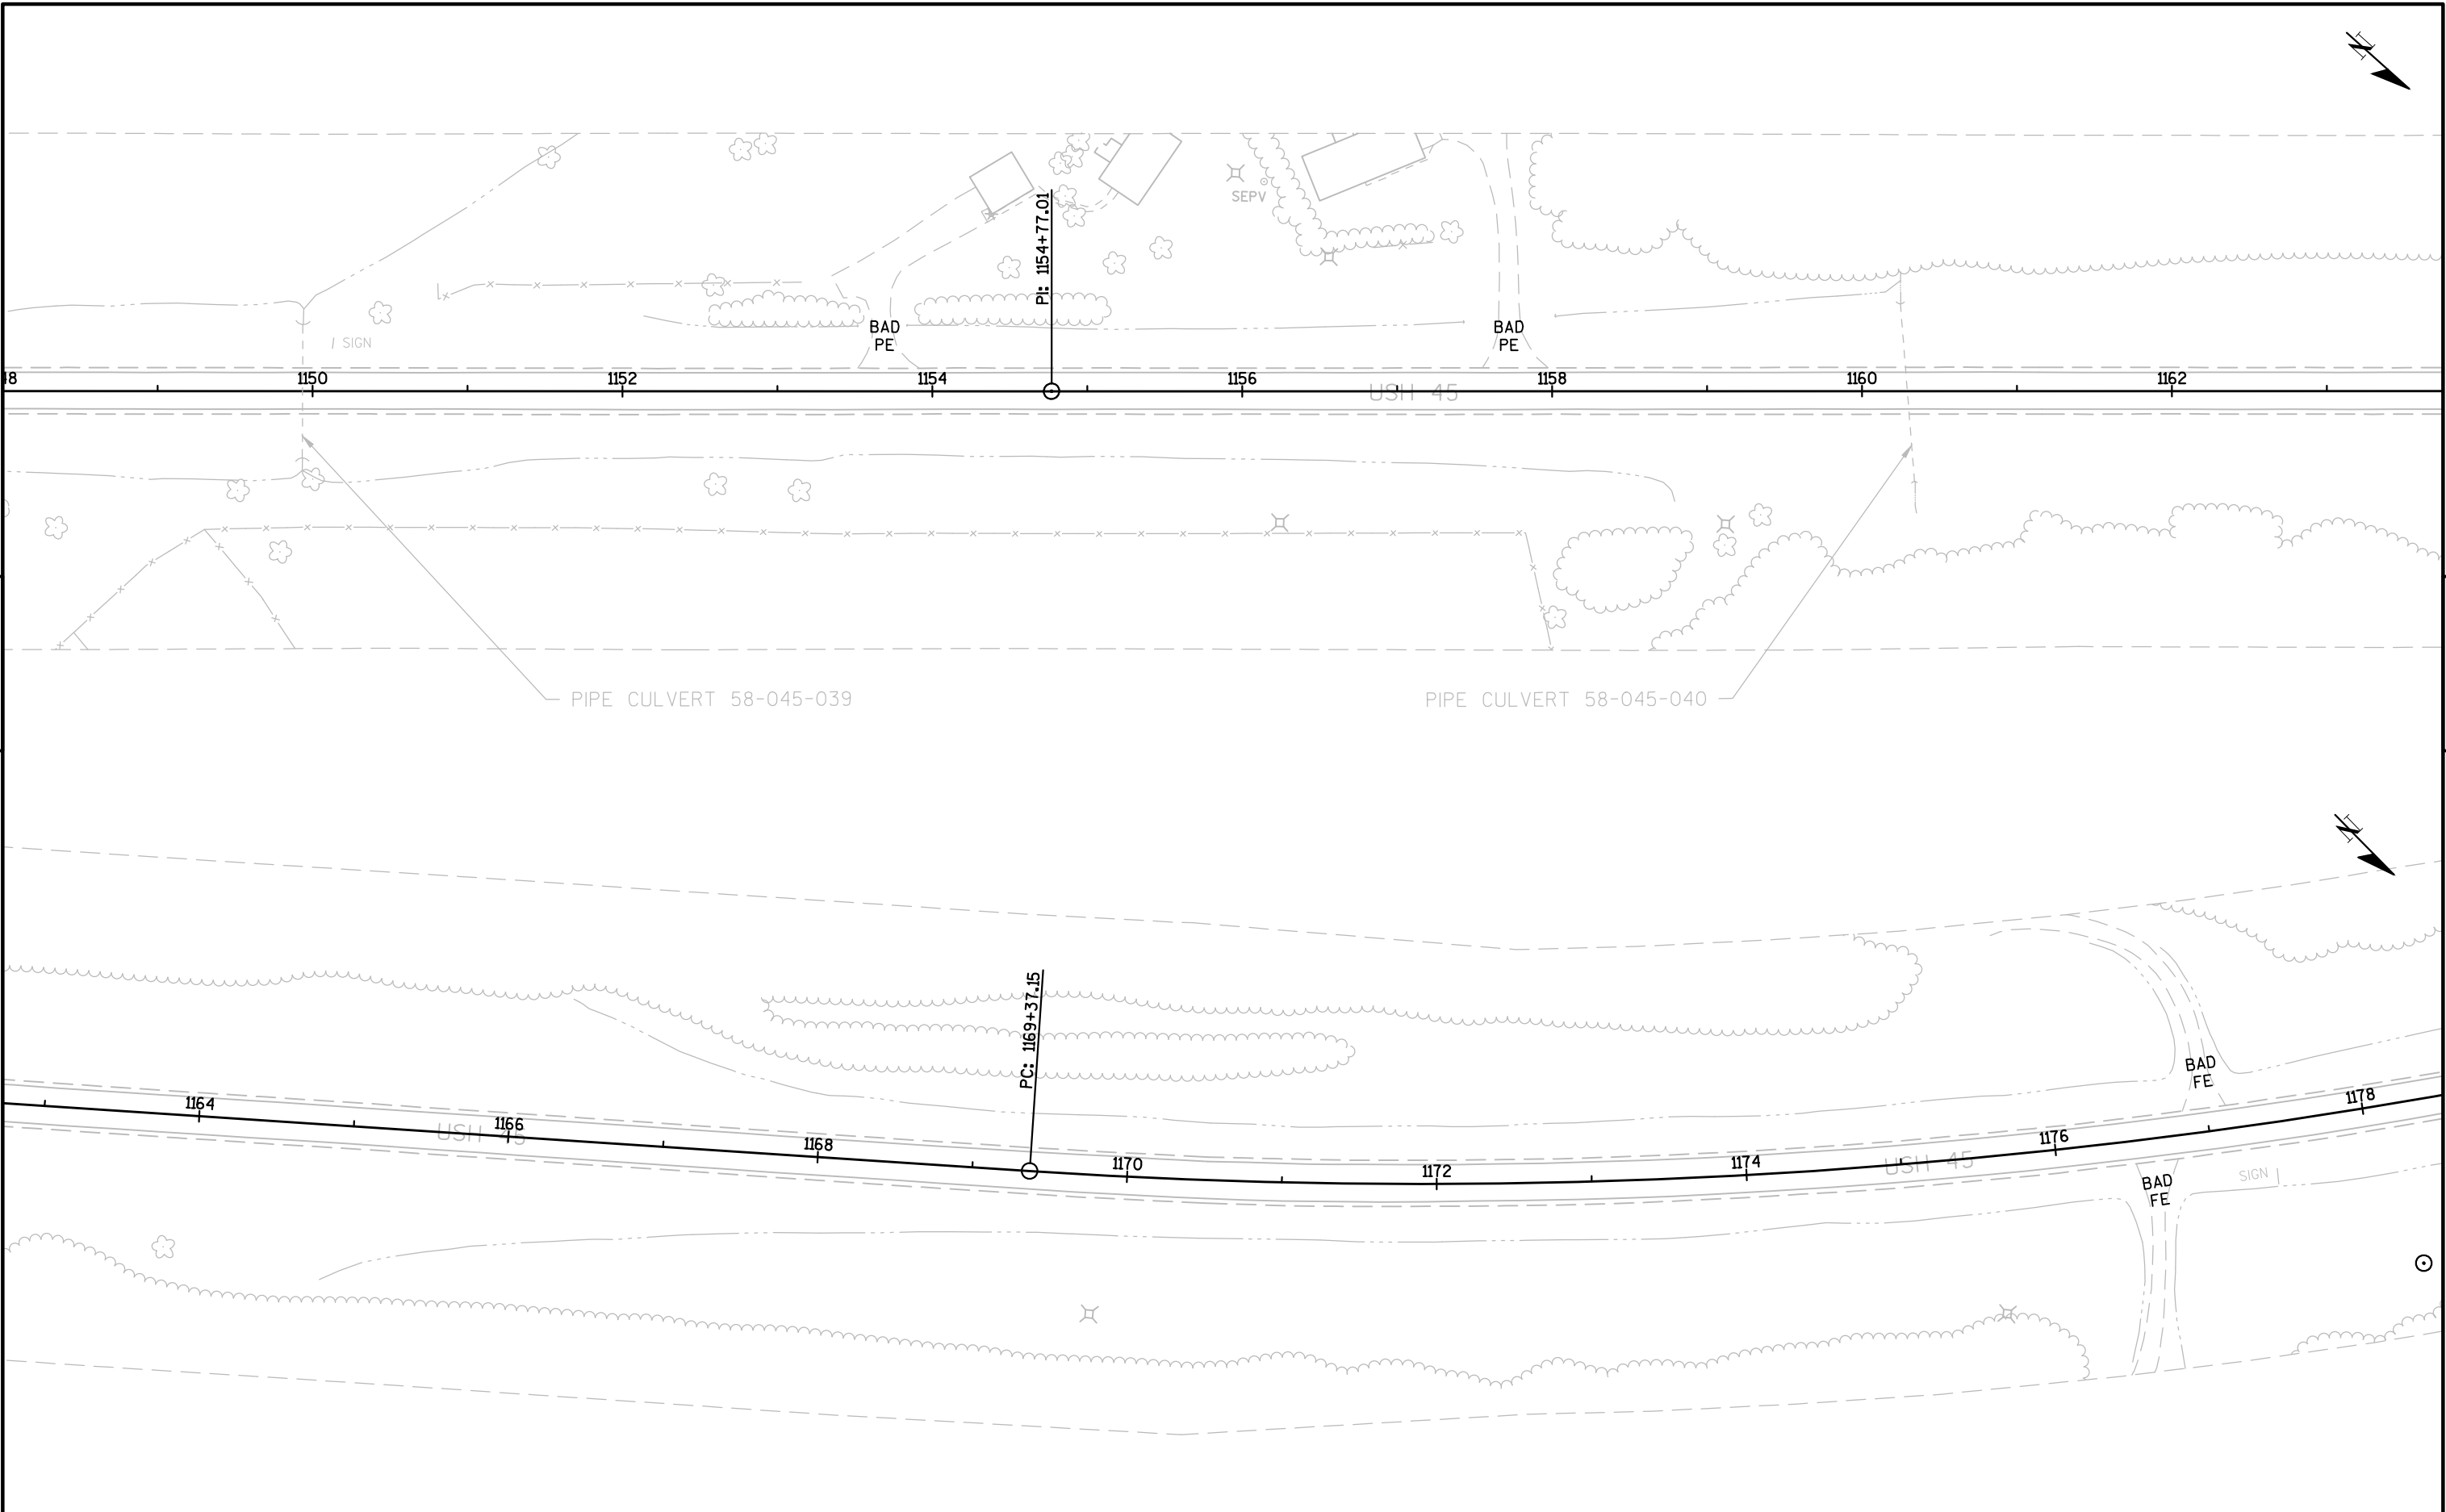 N
SEPV
PI: 1154+77.01
BAD
PE
BAD
PE
SIGN
18 1150 1152 1154 1156 1158 1160 1162
USH 45
PIPE CULVERT 58-045-039
PIPE CULVERT 58-045-040
N
PC: 1169+37.15
BAD
FE
1164 1166 1168 1170 1172 1174 1176 1178
USH 45
USH 45
BAD
FE
SIGN